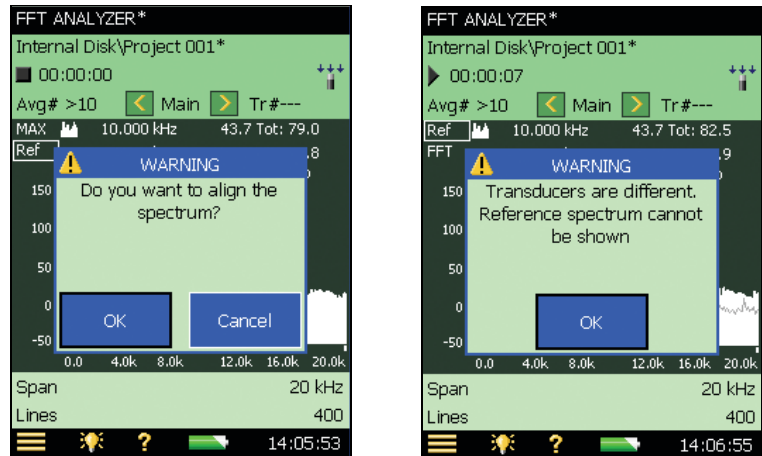 FFT ANALYZER*
Internal Disk\Project 001*
00:00:00
Avg# >10 < Main > Tr#---
MAX 10.000 kHz 43.7 Tot: 79.0
Ref .8
WARNING
Do you want to align the
spectrum?
150
100
50
0
-50
OK Cancel
0.0 4.0k 8.0k 12.0k 16.0k 20.0k
Span 20 kHz
Lines 400
? 14:05:53
FFT ANALYZER*
Internal Disk\Project 001*
00:00:07
Avg# >10 < Main > Tr#---
Ref 10.000 kHz 43.7 Tot: 82.5
FFT .9
WARNING
Transducers are different.
Reference spectrum cannot
be shown
150
100
50
0
-50
OK
0.0 4.0k 8.0k 12.0k 16.0k 20.0k
Span 20 kHz
Lines 400
? 14:06:55